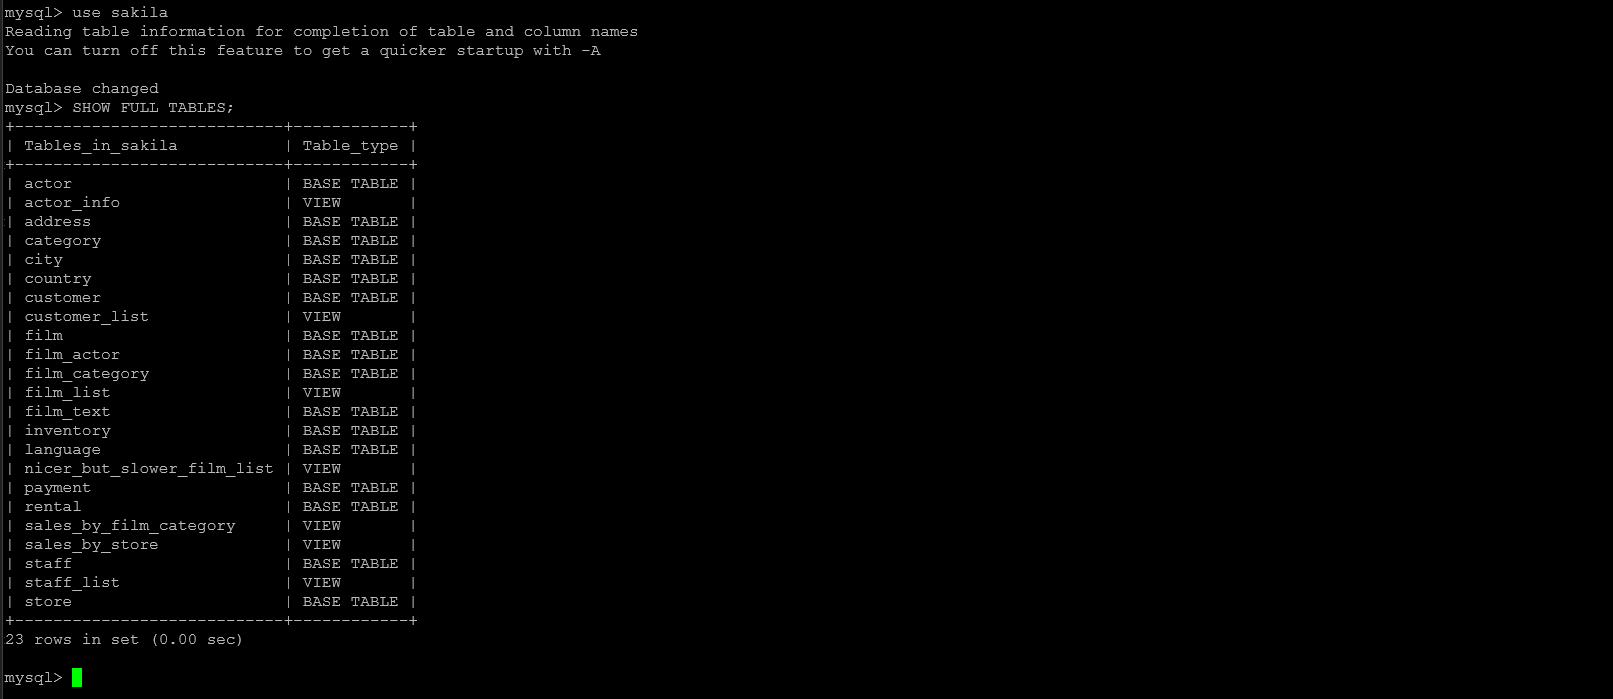 mysql> use sakila
Reading table information for completion of table and column names
You can turn off this feature to get a quicker startup with -A

Database changed
mysql> SHOW FULL TABLES;
+----------------------------+------------+
| Tables_in_sakila           | Table_type |
+----------------------------+------------+
| actor                      | BASE TABLE |
| actor_info                 | VIEW       |
| address                    | BASE TABLE |
| category                   | BASE TABLE |
| city                       | BASE TABLE |
| country                    | BASE TABLE |
| customer                   | BASE TABLE |
| customer_list              | VIEW       |
| film                       | BASE TABLE |
| film_actor                 | BASE TABLE |
| film_category              | BASE TABLE |
| film_list                  | VIEW       |
| film_text                  | BASE TABLE |
| inventory                  | BASE TABLE |
| language                   | BASE TABLE |
| nicer_but_slower_film_list | VIEW       |
| payment                    | BASE TABLE |
| rental                     | BASE TABLE |
| sales_by_film_category     | VIEW       |
| sales_by_store             | VIEW       |
| staff                      | BASE TABLE |
| staff_list                 | VIEW       |
| store                      | BASE TABLE |
+----------------------------+------------+
23 rows in set (0.00 sec)

mysql>